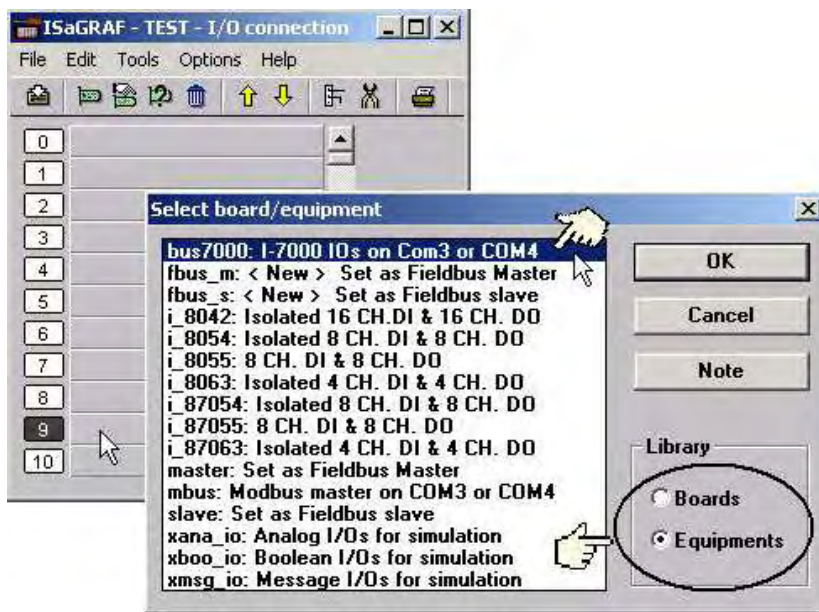 ISaGRAF - TEST - I/O connection
File Edit Tools Options Help
0
1
2
3
4
5
6
7
8
9
10
Select board/equipment
bus7000: I-7000 IOs on Com3 or COM4
fbus_m: < New > Set as Fieldbus Master
fbus_s: < New > Set as Fieldbus slave
i_8042: Isolated 16 CH.DI & 16 CH. DO
i_8054: Isolated 8 CH. DI & 8 CH. DO
i_8055: 8 CH. DI & 8 CH. DO
i_8063: Isolated 4 CH. DI & 4 CH. DO
i_87054: Isolated 8 CH. DI & 8 CH. DO
i_87055: 8 CH. DI & 8 CH. DO
i_87063: Isolated 4 CH. DI & 4 CH. DO
master: Set as Fieldbus Master
mbus: Modbus master on COM3 or COM4
slave: Set as Fieldbus slave
xana_io: Analog I/Os for simulation
xboo_io: Boolean I/Os for simulation
xmsg_io: Message I/Os for simulation
OK
Cancel
Note
Library
Boards
Equipments